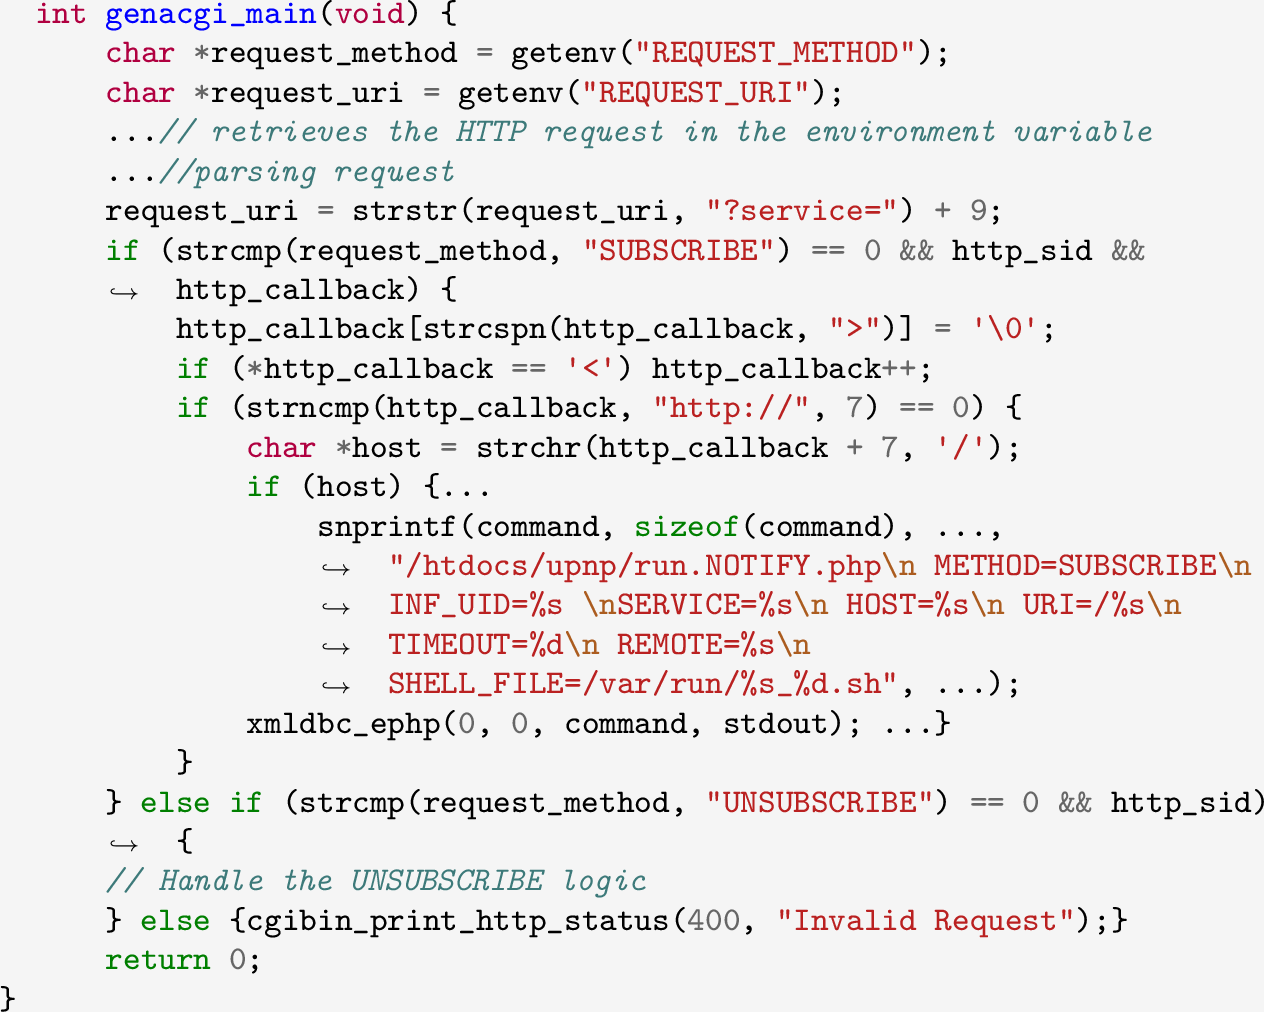 int genacgi_main(void) {
char *request_method = getenv("REQUEST_METHOD");
char *request_uri = getenv("REQUEST_URI");
...// retrieves the HTTP request in the environment variable
...//parsing request
request_uri = strstr(request_uri, "?service=") + 9;
if (strcmp(request_method, "SUBSCRIBE") == 0 && http_sid &&
↪ http_callback) {
http_callback[strcspn(http_callback, ">")] = '\0';
if (*http_callback == '<') http_callback++;
if (strncmp(http_callback, "http://", 7) == 0) {
char *host = strchr(http_callback + 7, '/');
if (host) {...
snprintf(command, sizeof(command), ...,
↪ "/htdocs/upnp/run.NOTIFY.php\n METHOD=SUBSCRIBE\n
↪ INF_UID=%s \nSERVICE=%s\n HOST=%s\n URI=/%s\n
↪ TIMEOUT=%d\n REMOTE=%s\n
↪ SHELL_FILE=/var/run/%s_%d.sh", ...);
xmldbc_ephp(0, 0, command, stdout); ...}
}
} else if (strcmp(request_method, "UNSUBSCRIBE") == 0 && http_sid)
↪ {
// Handle the UNSUBSCRIBE logic
} else {cgibin_print_http_status(400, "Invalid Request");}
return 0;
}